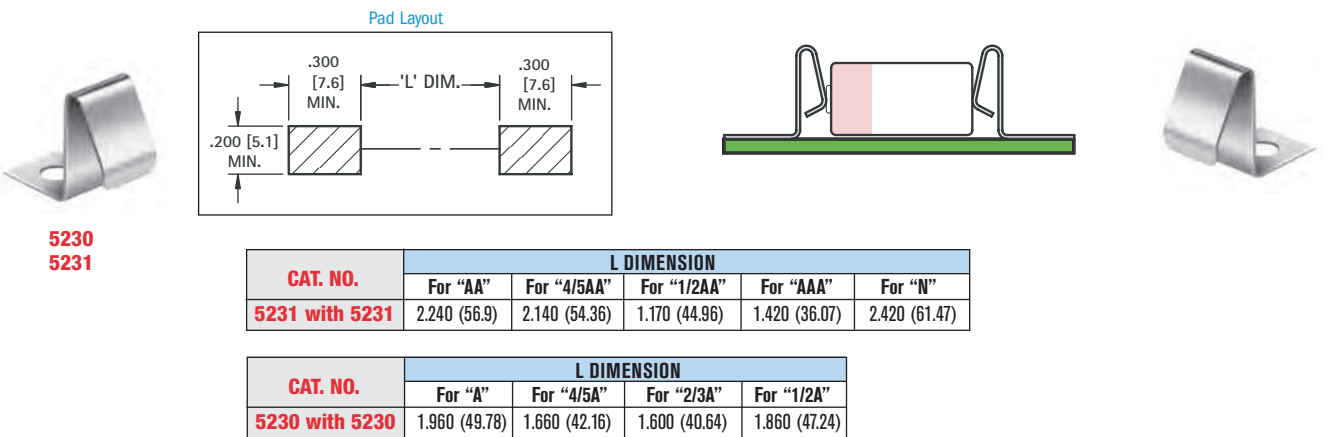 Pad Layout
.300
[7.6]
MIN.
'L' DIM.
.300
[7.6]
MIN.
.200 [5.1]
MIN.
5230
5231
CAT. NO.
L DIMENSION
For “AA”
For “4/5AA”
For “1/2AA”
For “AAA”
For “N”
5231 with 5231
2.240 (56.9)
2.140 (54.36)
1.170 (44.96)
1.420 (36.07)
2.420 (61.47)
CAT. NO.
L DIMENSION
For “A”
For “4/5A”
For “2/3A”
For “1/2A”
5230 with 5230
1.960 (49.78)
1.660 (42.16)
1.600 (40.64)
1.860 (47.24)